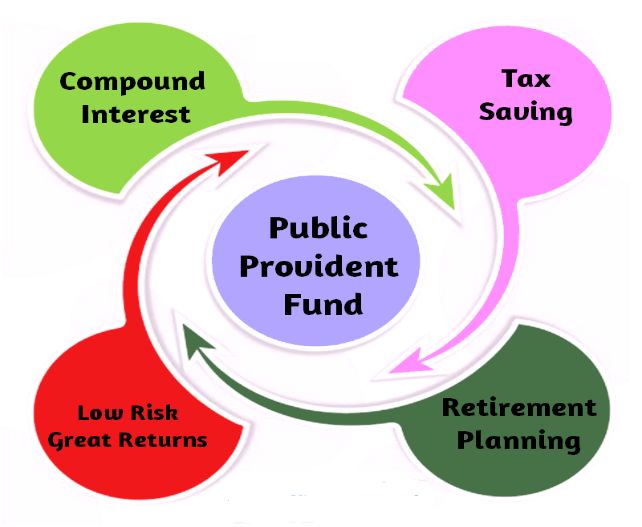 Compound
Interest
Tax
Saving
Public
Provident
Fund
Low Risk
Great Returns
Retirement
Planning